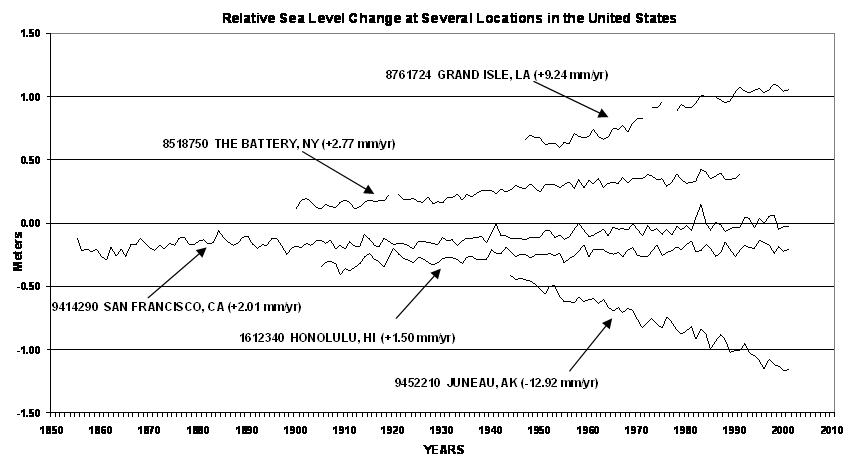 Relative Sea Level Change at Several Locations in the United States
1.50
8761724 GRAND ISLE, LA (+9.24 mm/yr)
1.00
8518750 THE BATTERY, NY (+2.77 mm/yr)
0.50
0.00
Meters
-0.50
9414290 SAN FRANCISCO, CA (+2.01 mm/yr)
1612340 HONOLULU, HI (+1.50 mm/yr)
-1.00
9452210 JUNEAU, AK (-12.92 mm/yr)
-1.50
1850 1860 1870 1880 1890 1900 1910 1920 1930 1940 1950 1960 1970 1980 1990 2000 2010
YEARS